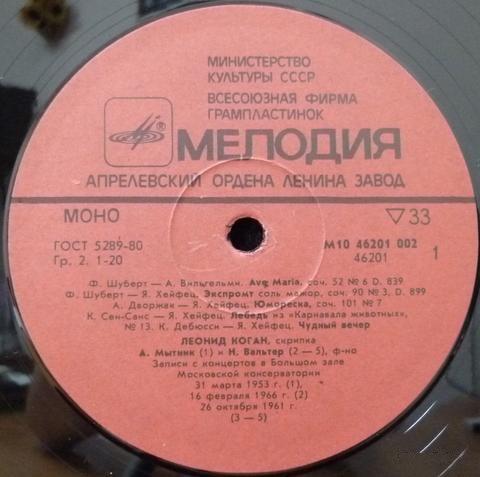 МИНИСТЕРСТВО
КУЛЬТУРЫ СССР
ВСЕСОЮЗНАЯ ФИРМА
ГРАМПЛАСТИНОК
МЕЛОДИЯ
АПРЕЛЕВСКИЙ ОРДЕНА ЛЕНИНА ЗАВОД
МОНО ▽33
ГОСТ 5289-80 М10 46201 002
Гр. 2. 1-20 46201 1
Ф. Шуберт — А. Вильгельми. Ave Maria, соч. 52 № 6 D. 839
Ф. Шуберт — Я. Хейфец. Экспромт соль мажор, соч. 90 № 3, D. 899
А. Дворжак — Я. Хейфец. Юмореска, соч. 101 № 7
К. Сен-Санс — Я. Хейфец. Лебедь из «Карнавала животных»,
№ 13. К. Дебюсси — Я. Хейфец. Чудный вечер
ЛЕОНИД КОГАН, скрипка
А. Мытник (1) и Н. Вальтер (2 — 5), ф-но
Записи с концертов в Большом зале
Московской консерватории
31 марта 1953 г. (1),
16 февраля 1966 г. (2)
26 октября 1961 г.
(3 — 5)